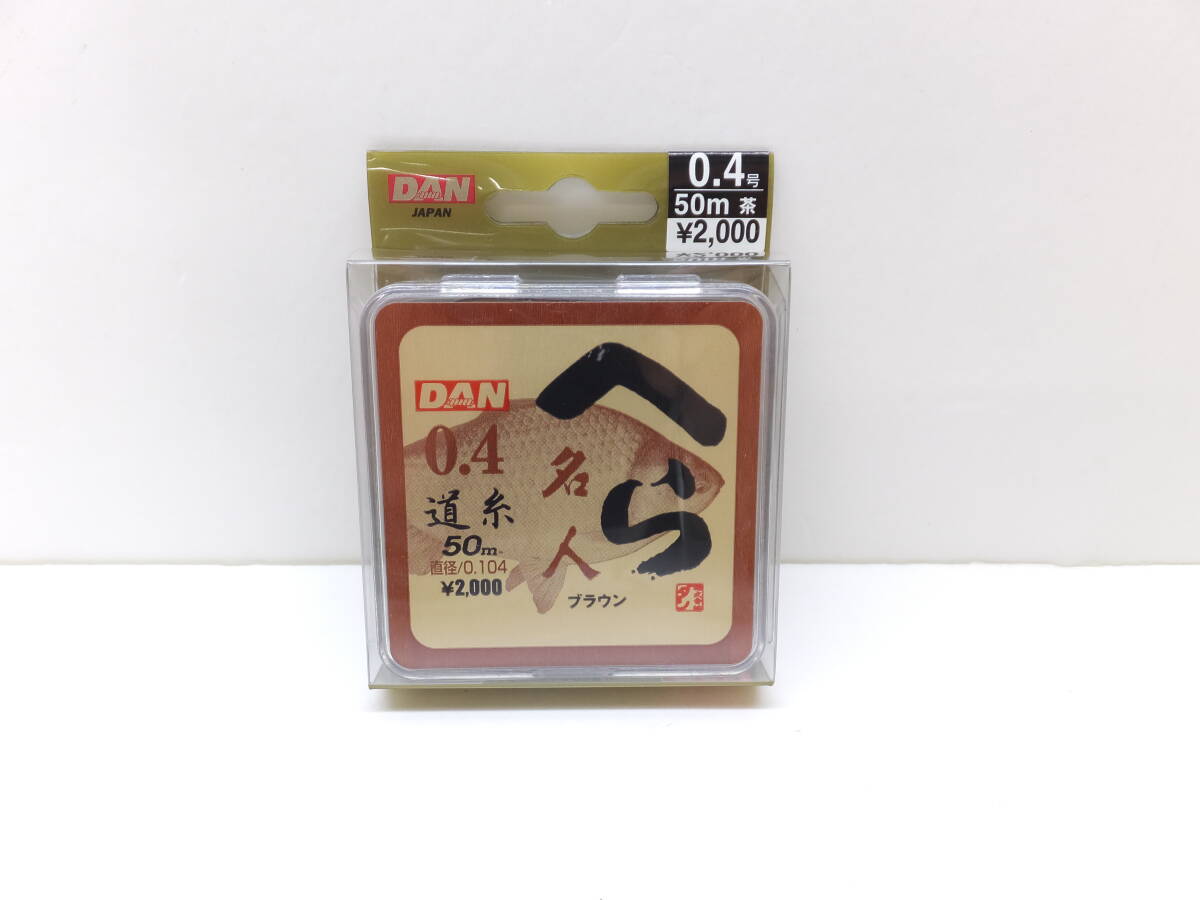 DAN
JAPAN
0.4号
50m 茶
¥2,000
DAN
0.4
道糸
50m
直径/0.104
¥2,000
へら
名人
ブラウン